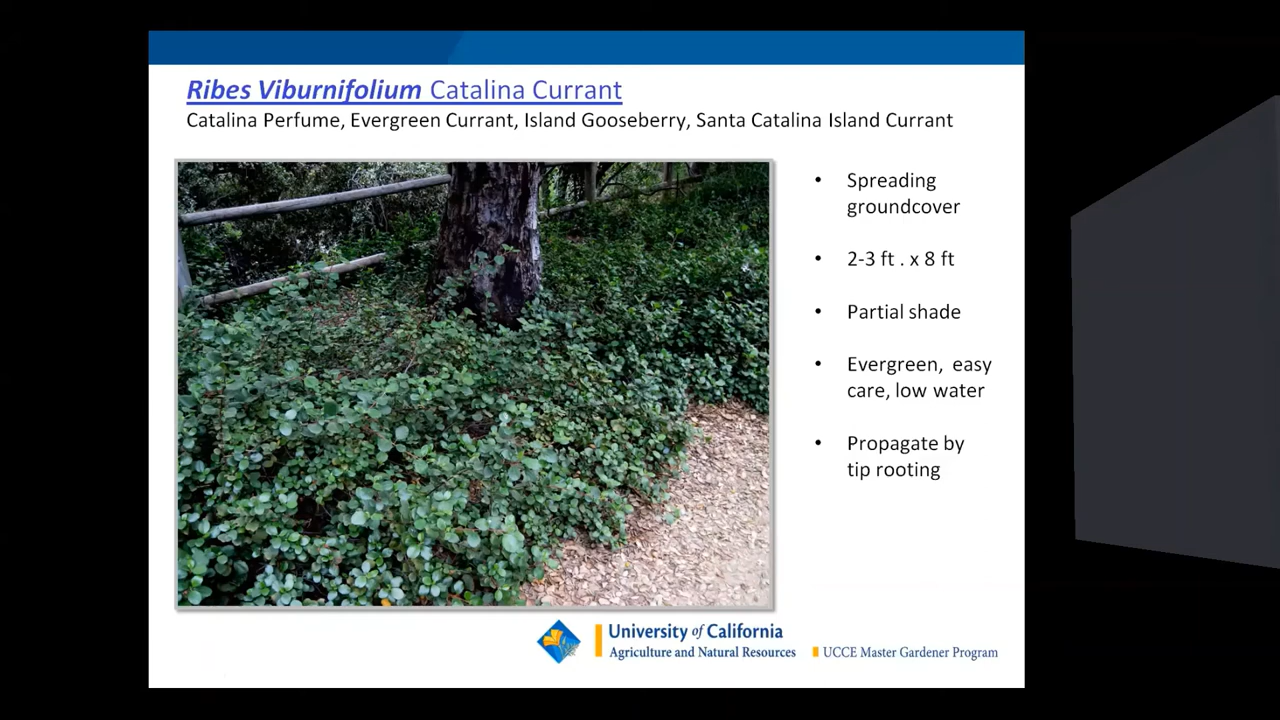 Ribes Viburnifolium Catalina Currant
Catalina Perfume, Evergreen Currant, Island Gooseberry, Santa Catalina Island Currant
• Spreading
groundcover
• 2-3 ft . x 8 ft
• Partial shade
• Evergreen, easy
care, low water
• Propagate by
tip rooting
University of California
Agriculture and Natural Resources
UCCE Master Gardener Program